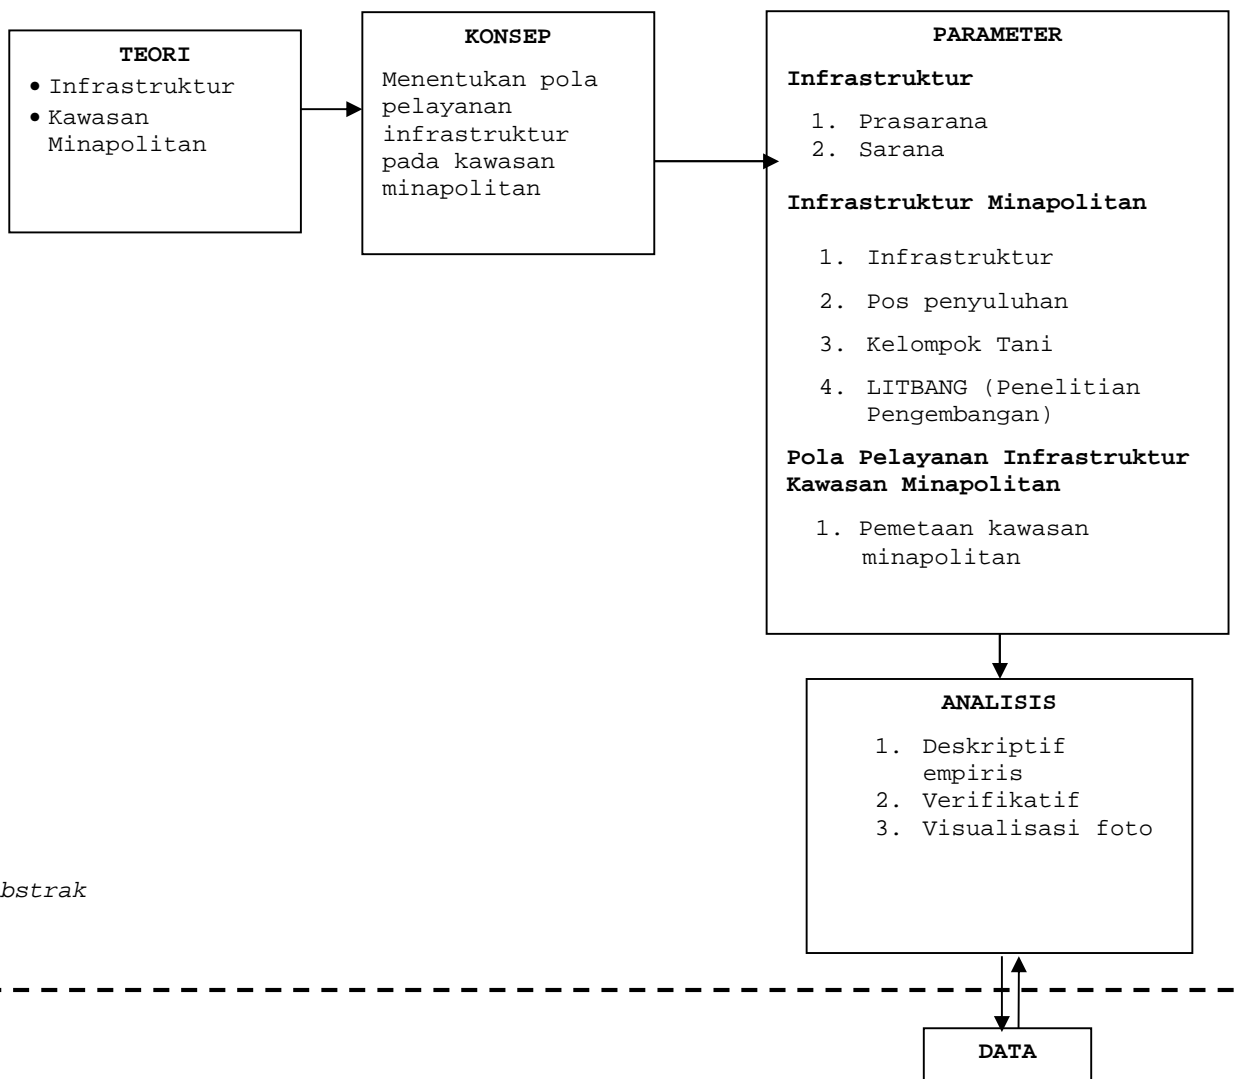 TEORI
• Infrastruktur
• Kawasan
Minapolitan
KONSEP
Menentukan pola
pelayanan
infrastruktur
pada kawasan
minapolitan
PARAMETER
Infrastruktur
1. Prasarana
2. Sarana
Infrastruktur Minapolitan
1. Infrastruktur
2. Pos penyuluhan
3. Kelompok Tani
4. LITBANG (Penelitian
Pengembangan)
Pola Pelayanan Infrastruktur
Kawasan Minapolitan
1. Pemetaan kawasan
minapolitan
ANALISIS
1. Deskriptif
empiris
2. Verifikatif
3. Visualisasi foto
bstrak
DATA